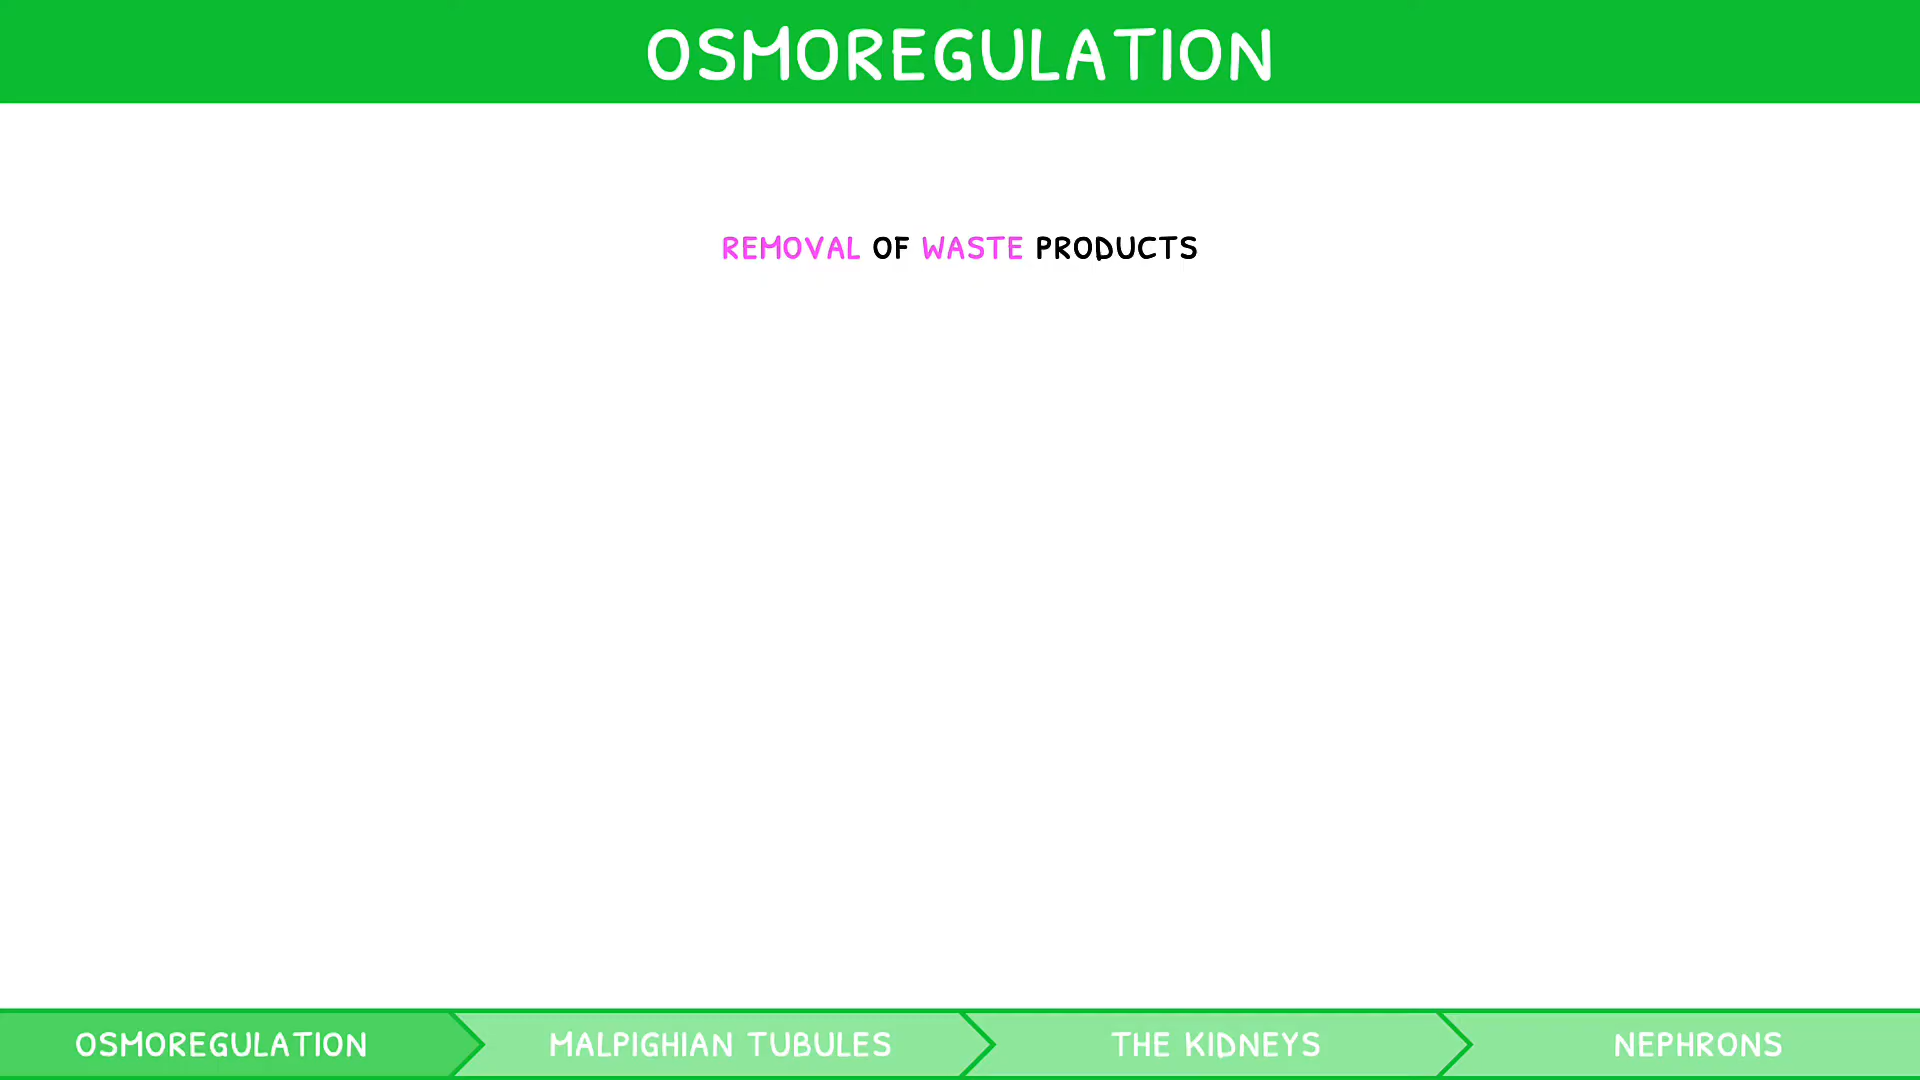 OSMOREGULATION
REMOVAL OF WASTE PRODUCTS
OSMOREGULATION
MALPIGHIAN TUBULES
THE KIDNEYS
NEPHRONS